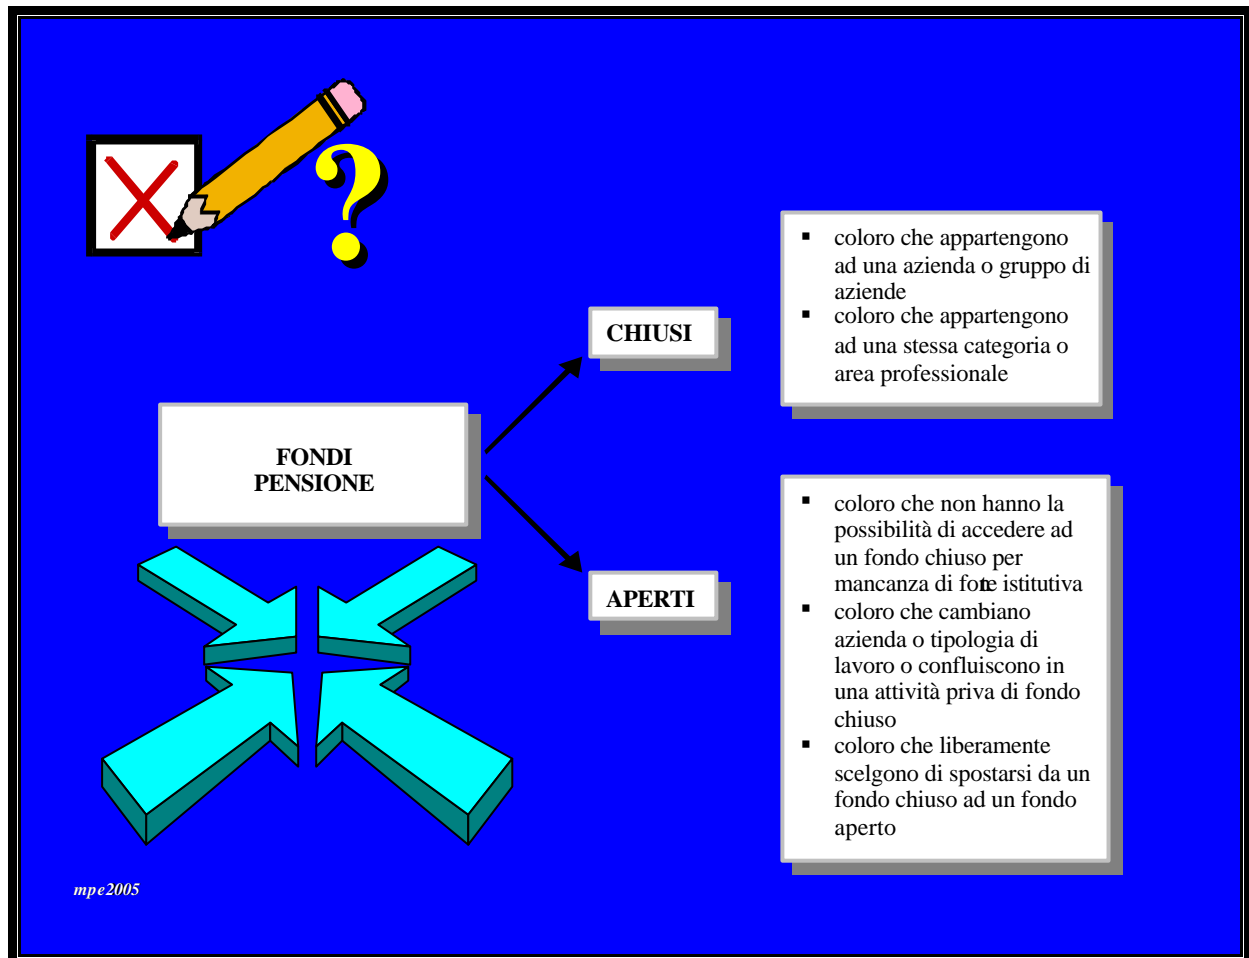 ?
CHIUSI
▪ coloro che appartengono
ad una azienda o gruppo di
aziende
▪ coloro che appartengono
ad una stessa categoria o
area professionale
FONDI
PENSIONE
APERTI
▪ coloro che non hanno la
possibilità di accedere ad
un fondo chiuso per
mancanza di fonte istitutiva
▪ coloro che cambiano
azienda o tipologia di
lavoro o confluiscono in
una attività priva di fondo
chiuso
▪ coloro che liberamente
scelgono di spostarsi da un
fondo chiuso ad un fondo
aperto
mpe2005